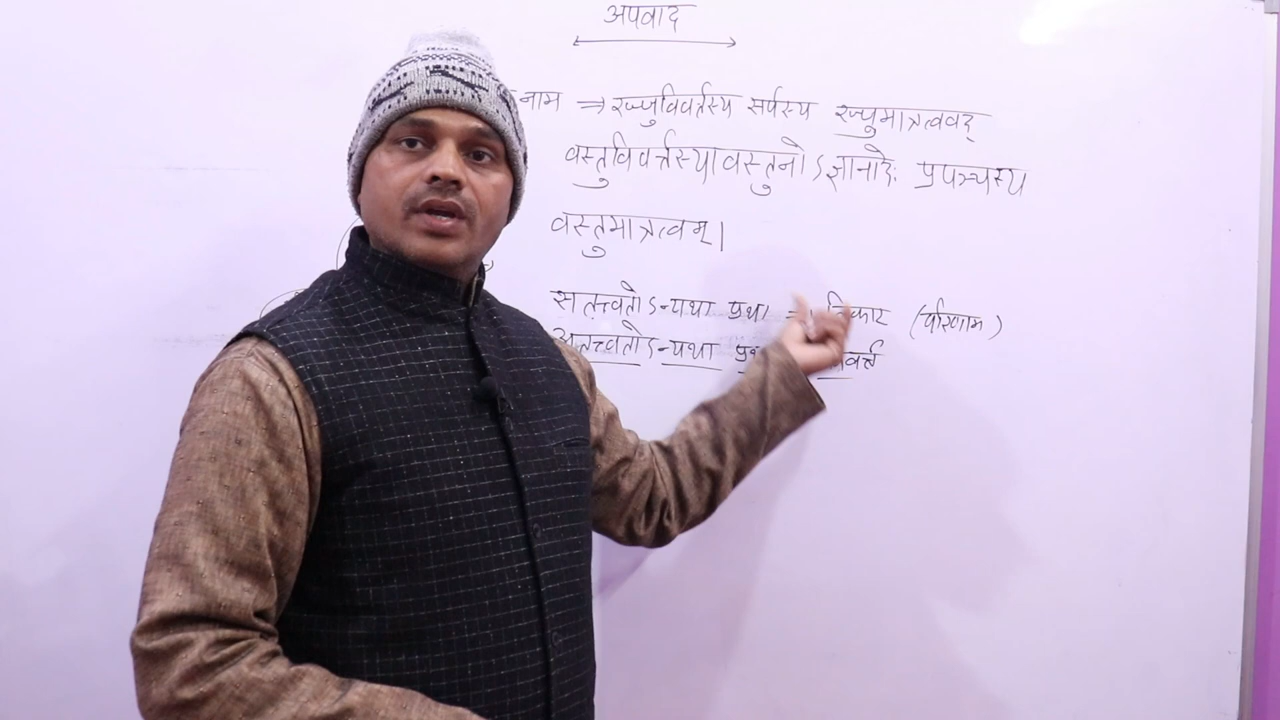 अपवाद
नाम ⇒ रज्जुविवर्त्तस्य सर्पस्य रज्जुमात्रत्ववद्
वस्तुविवर्त्तस्यावस्तुनोऽज्ञानादेः प्रपञ्चस्य
वस्तुमात्रत्वम्।
सतत्त्वतोऽन्यथा प्रथा ⇒ विकार (परिणाम)
अतत्त्वतोऽन्यथा विवर्त्त